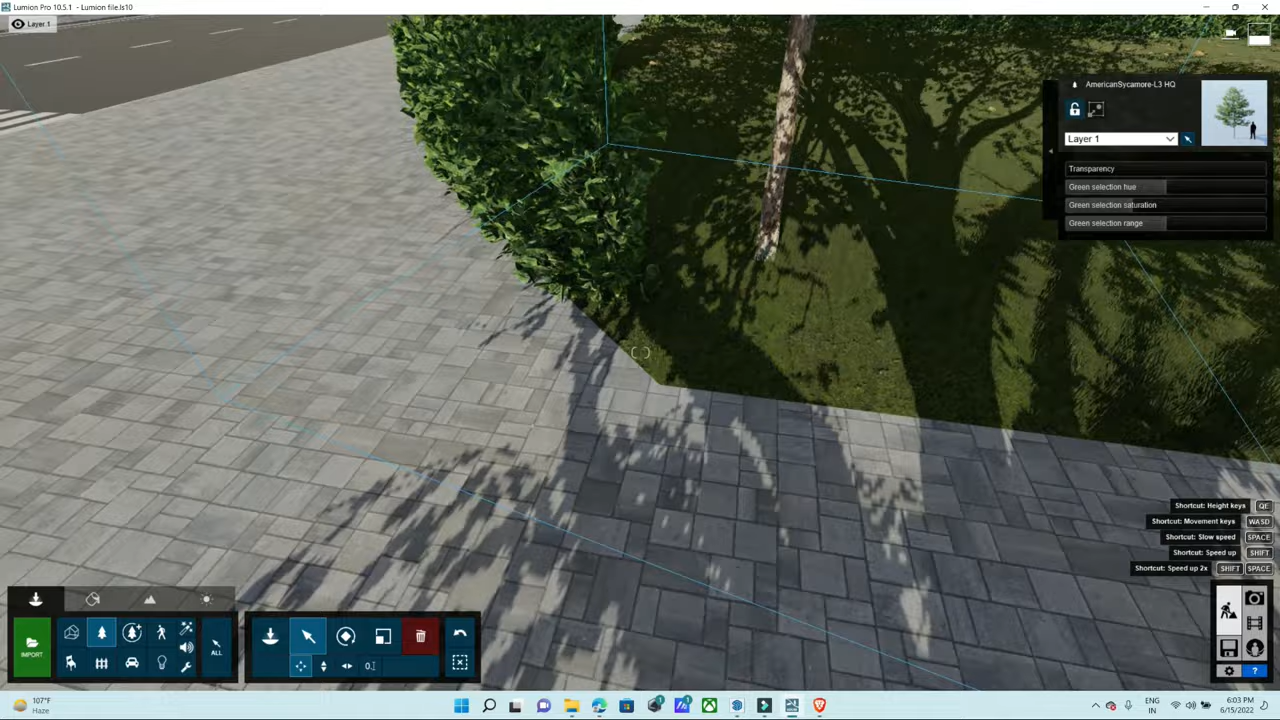 Lumion Pro 10.5.1 - Lumion file.ls10
Layer 1
AmericanSycamore-L3 HQ
Layer 1
Transparency
Green selection hue
Green selection saturation
Green selection range
Shortcut: Height keys QE
Shortcut: Movement keys WASD
Shortcut: Slow speed SPACE
Shortcut: Speed up SHIFT
Shortcut: Speed up 2x SHIFT SPACE
IMPORT
ALL
0.
?
107°F
Haze
ENG
IN
6:03 PM
6/15/2022